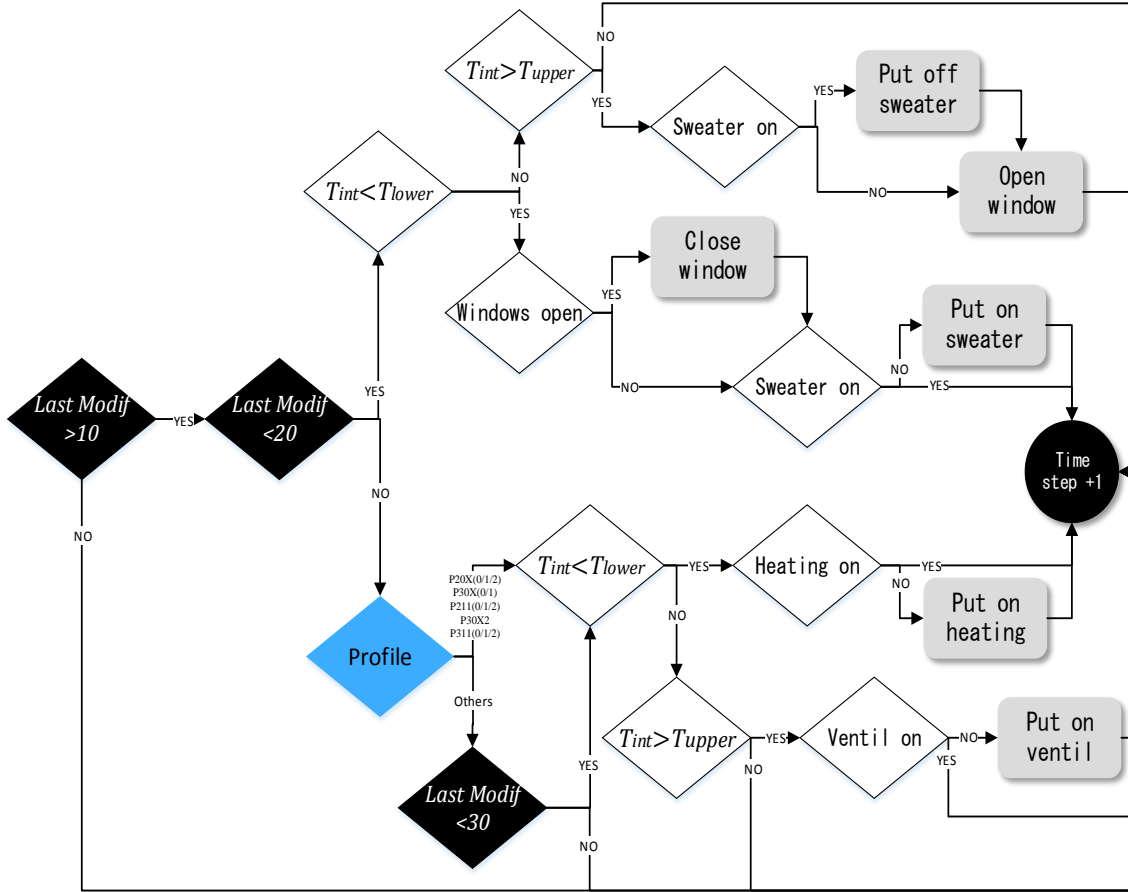 NO
Tint>Tupper
YES
Sweater on
YES
Put off
sweater
NO
Open
window
NO
Tint<Tlower
YES
Windows open
YES
Close
window
NO
Sweater on
NO
Put on
sweater
YES
YES
Last Modif
>10
YES
Last Modif
<20
NO
NO
Time
step +1
Profile
P20X(0/1/2)
P30X(0/1)
P211(0/1/2)
P30X2
P311(0/1/2)
Others
Tint<Tlower
YES
Heating on
YES
NO
Put on
heating
NO
Tint>Tupper
YES
Ventil on
NO
Put on
ventil
YES
NO
YES
Last Modif
<30
NO